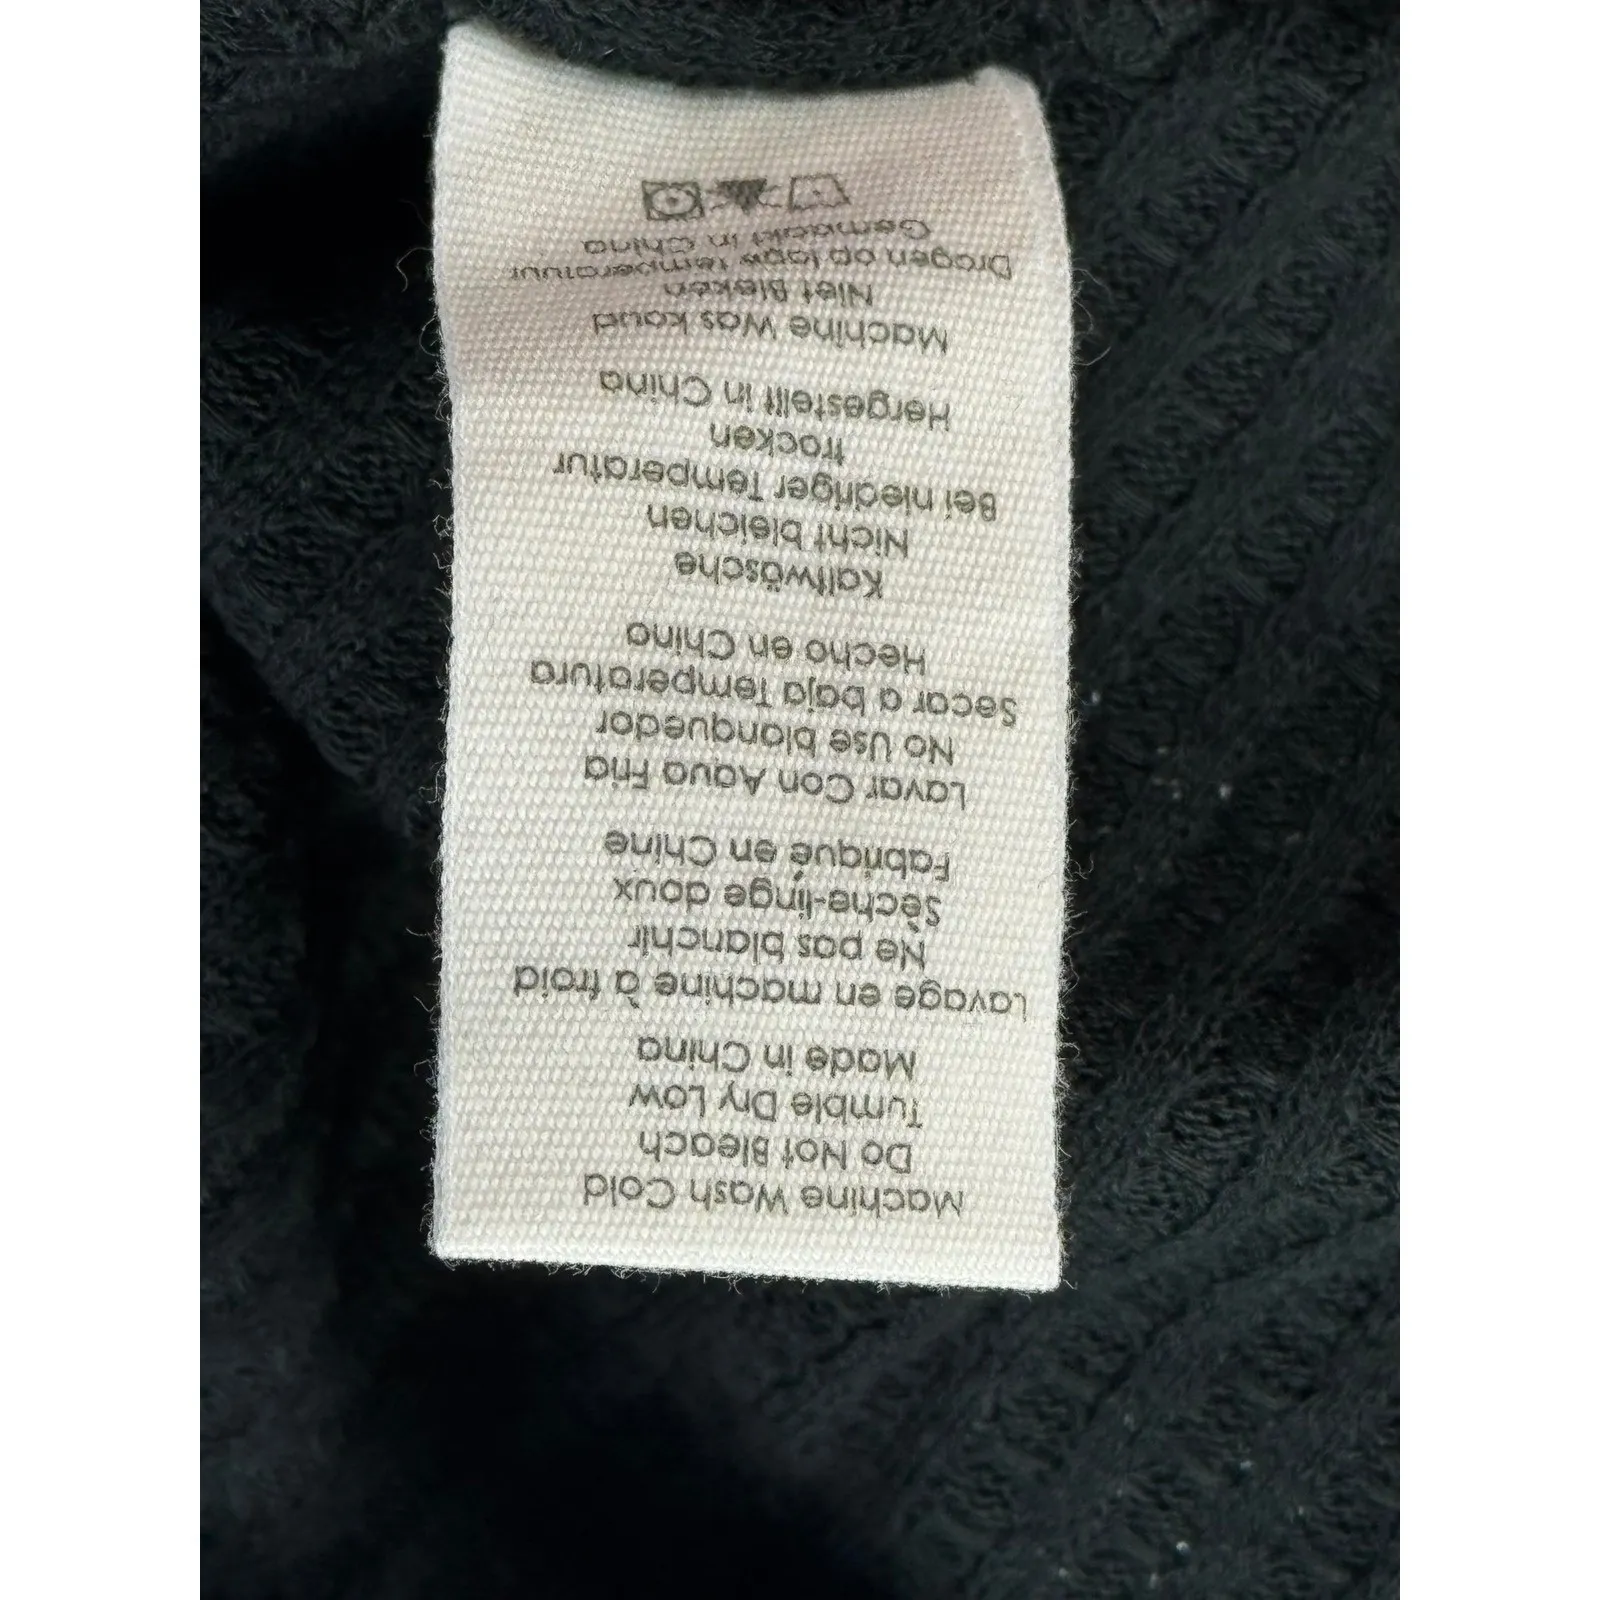 Machine Wash Cold
Do Not Bleach
Tumble Dry Low
Made in China
Lavage en machine à froid
Ne pas blanchir
Sèche-linge doux
Fabriqué en Chine
Lavar Con Aqua Fria
No Use blanquedor
Secar a baja Temperatura
Hecho en China
Kaltwäsche
Nicht bleichen
Bei niedriger Temperatur
trocken
Hergestellt in China
Machine Was koud
Niet Bleken
Drogen op lage temperatuur
Gemaakt in China